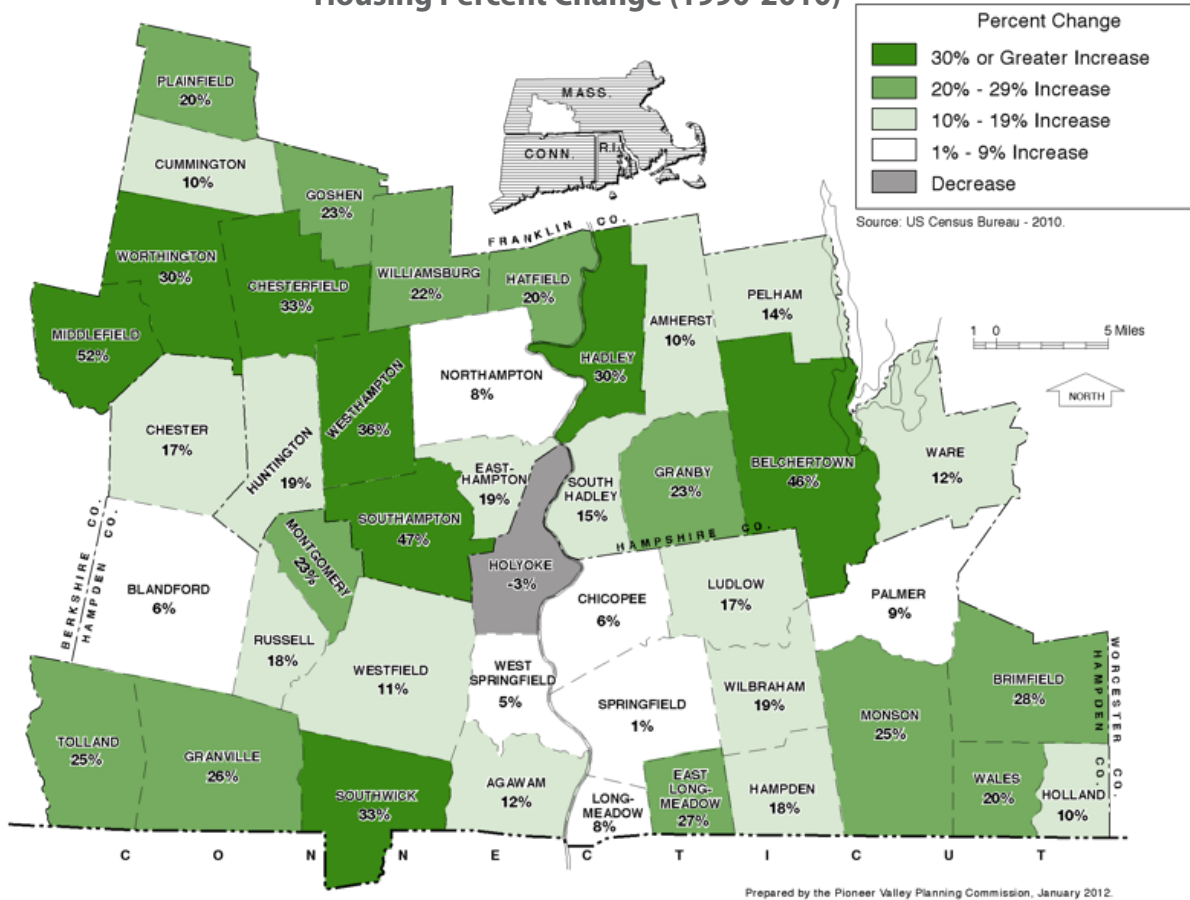 Housing Percent Change (1990-2010)
Percent Change
30% or Greater Increase
20% - 29% Increase
10% - 19% Increase
1% - 9% Increase
Decrease
Source: US Census Bureau - 2010.
MASS.
CONN.
R.I.
1 0 5 Miles
NORTH
FRANKLIN CO.
HAMPSHIRE CO.
BERKSHIRE CO.
HAMPDEN CO.
HAMPDEN CO.
WORCESTER CO.
PLAINFIELD
20%
CUMMINGTON
10%
GOSHEN
23%
WORTHINGTON
30%
CHESTERFIELD
33%
WILLIAMSBURG
22%
HATFIELD
20%
MIDDLEFIELD
52%
HADLEY
30%
AMHERST
10%
PELHAM
14%
NORTHAMPTON
8%
WESTHAMPTON
36%
CHESTER
17%
HUNTINGTON
19%
EAST-
HAMPTON
19%
SOUTH
HADLEY
15%
GRANBY
23%
BELCHERTOWN
46%
WARE
12%
SOUTHAMPTON
47%
MONTGOMERY
23%
HOLYOKE
-3%
BLANDFORD
6%
CHICOPEE
6%
LUDLOW
17%
PALMER
9%
RUSSELL
18%
WESTFIELD
11%
WEST
SPRINGFIELD
5%
SPRINGFIELD
1%
WILBRAHAM
19%
MONSON
25%
BRIMFIELD
28%
TOLLAND
25%
GRANVILLE
26%
SOUTHWICK
33%
AGAWAM
12%
LONG-
MEADOW
8%
EAST
LONG-
MEADOW
27%
HAMPDEN
18%
WALES
20%
HOLLAND
10%
CONNECTICUT
Prepared by the Pioneer Valley Planning Commission, January 2012.